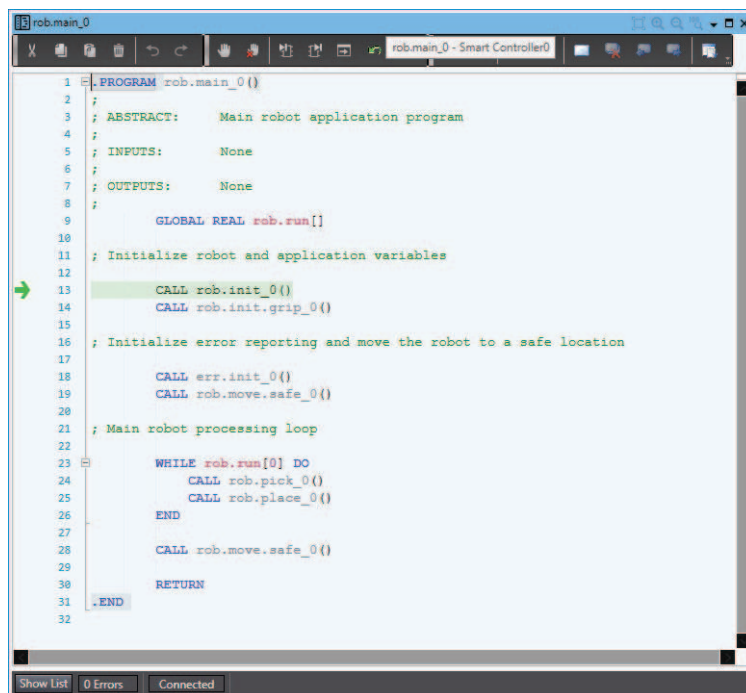 rob.main_0
rob.main_0 - Smart Controller0
1 .PROGRAM rob.main_0()
2 ;
3 ; ABSTRACT: Main robot application program
4 ;
5 ; INPUTS: None
6 ;
7 ; OUTPUTS: None
8 ;
9 GLOBAL REAL rob.run[]
10
11 ; Initialize robot and application variables
12
13 CALL rob.init_0()
14 CALL rob.init.grip_0()
15
16 ; Initialize error reporting and move the robot to a safe location
17
18 CALL err.init_0()
19 CALL rob.move.safe_0()
20
21 ; Main robot processing loop
22
23 WHILE rob.run[0] DO
24 CALL rob.pick_0()
25 CALL rob.place_0()
26 END
27
28 CALL rob.move.safe_0()
29
30 RETURN
31 .END
32
Show List 0 Errors Connected